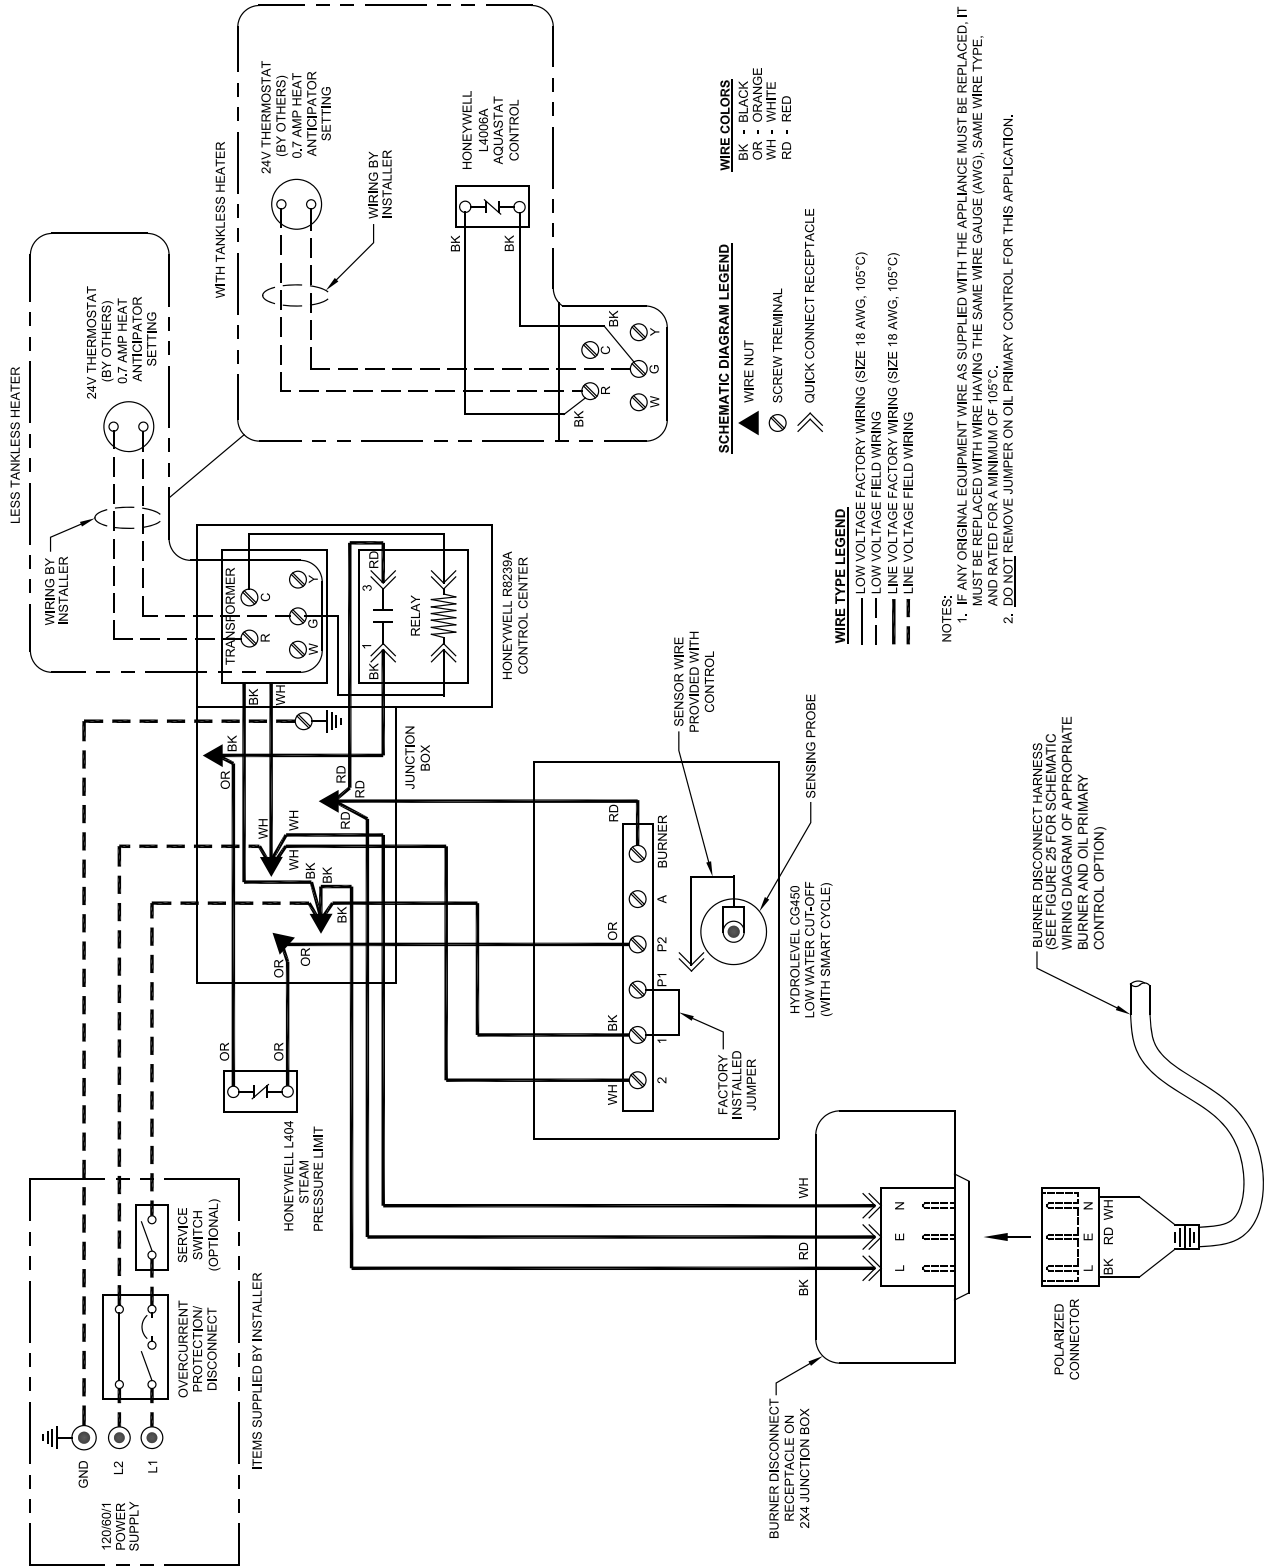 LESS TANKLESS HEATER
24V THERMOSTAT
(BY OTHERS)
0.7 AMP HEAT
ANTICIPATOR
SETTING
WIRING BY
INSTALLER
WITH TANKLESS HEATER
24V THERMOSTAT
(BY OTHERS)
0.7 AMP HEAT
ANTICIPATOR
SETTING
WIRING BY
INSTALLER
HONEYWELL
L4006A
AQUASTAT
CONTROL
BK
BK
BK
BK
R
C
W
G
Y
TRANSFORMER
R
C
W
G
Y
BK
WH
RELAY
BK
1
3
RD
HONEYWELL R8239A
CONTROL CENTER
JUNCTION
BOX
OR
BK
RD
RD
RD
WH
WH
WH
BK
BK
BK
OR
OR
OR
OR
HONEYWELL L404
STEAM
PRESSURE LIMIT
120/60/1
POWER
SUPPLY
GND
L2
L1
OVERCURRENT
PROTECTION/
DISCONNECT
SERVICE
SWITCH
(OPTIONAL)
ITEMS SUPPLIED BY INSTALLER
WH
BK
OR
RD
2
1
P1
P2
A
BURNER
FACTORY
INSTALLED
JUMPER
SENSOR WIRE
PROVIDED WITH
CONTROL
SENSING PROBE
HYDROLEVEL CG450
LOW WATER CUT-OFF
(WITH SMART CYCLE)
BK
RD
WH
L
E
N
BURNER DISCONNECT
RECEPTACLE ON
2X4 JUNCTION BOX
POLARIZED
CONNECTOR
L
E
N
BK
RD
WH
BURNER DISCONNECT HARNESS
(SEE FIGURE 25 FOR SCHEMATIC
WIRING DIAGRAM OF APPROPRIATE
BURNER AND OIL PRIMARY
CONTROL OPTION)
SCHEMATIC DIAGRAM LEGEND
WIRE NUT
SCREW TREMINAL
QUICK CONNECT RECEPTACLE
WIRE COLORS
BK - BLACK
OR - ORANGE
WH - WHITE
RD - RED
WIRE TYPE LEGEND
LOW VOLTAGE FACTORY WIRING (SIZE 18 AWG, 105°C)
LOW VOLTAGE FIELD WIRING
LINE VOLTAGE FACTORY WIRING (SIZE 18 AWG, 105°C)
LINE VOLTAGE FIELD WIRING
NOTES:
1. IF ANY ORIGINAL EQUIPMENT WIRE AS SUPPLIED WITH THE APPLIANCE MUST BE REPLACED, IT
MUST BE REPLACED WITH WIRE HAVING THE SAME WIRE GAUGE (AWG), SAME WIRE TYPE,
AND RATED FOR A MINIMUM OF 105°C.
2. DO NOT REMOVE JUMPER ON OIL PRIMARY CONTROL FOR THIS APPLICATION.